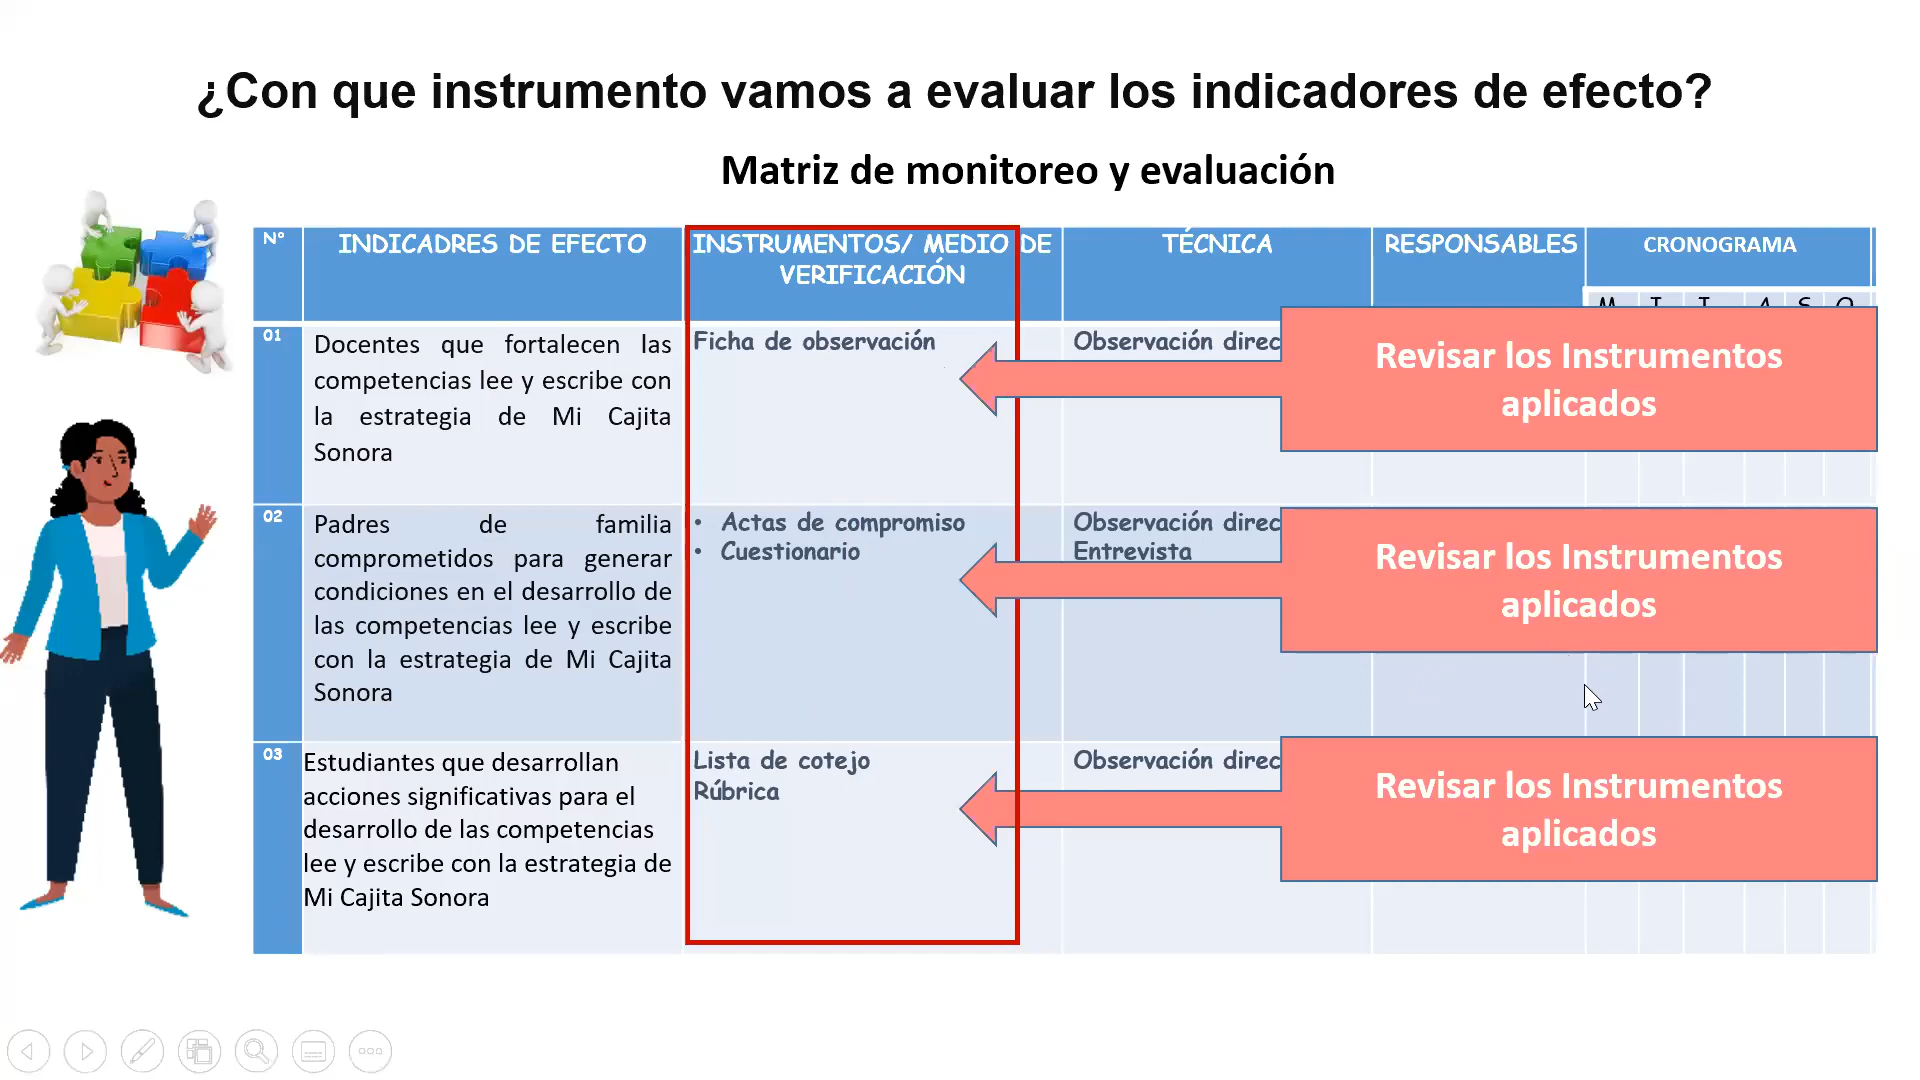 ¿Con que instrumento vamos a evaluar los indicadores de efecto?
Matriz de monitoreo y evaluación
N°
INDICADRES DE EFECTO
INSTRUMENTOS/ MEDIO DE
VERIFICACIÓN
TÉCNICA
RESPONSABLES
CRONOGRAMA
01
Docentes que fortalecen las
competencias lee y escribe con
la estrategia de Mi Cajita
Sonora
Ficha de observación
Observación direc
Revisar los Instrumentos
aplicados
02
Padres de familia
comprometidos para generar
condiciones en el desarrollo de
las competencias lee y escribe
con la estrategia de Mi Cajita
Sonora
• Actas de compromiso
• Cuestionario
Observación direc
Entrevista
Revisar los Instrumentos
aplicados
03
Estudiantes que desarrollan
acciones significativas para el
desarrollo de las competencias
lee y escribe con la estrategia de
Mi Cajita Sonora
Lista de cotejo
Rúbrica
Observación direc
Revisar los Instrumentos
aplicados